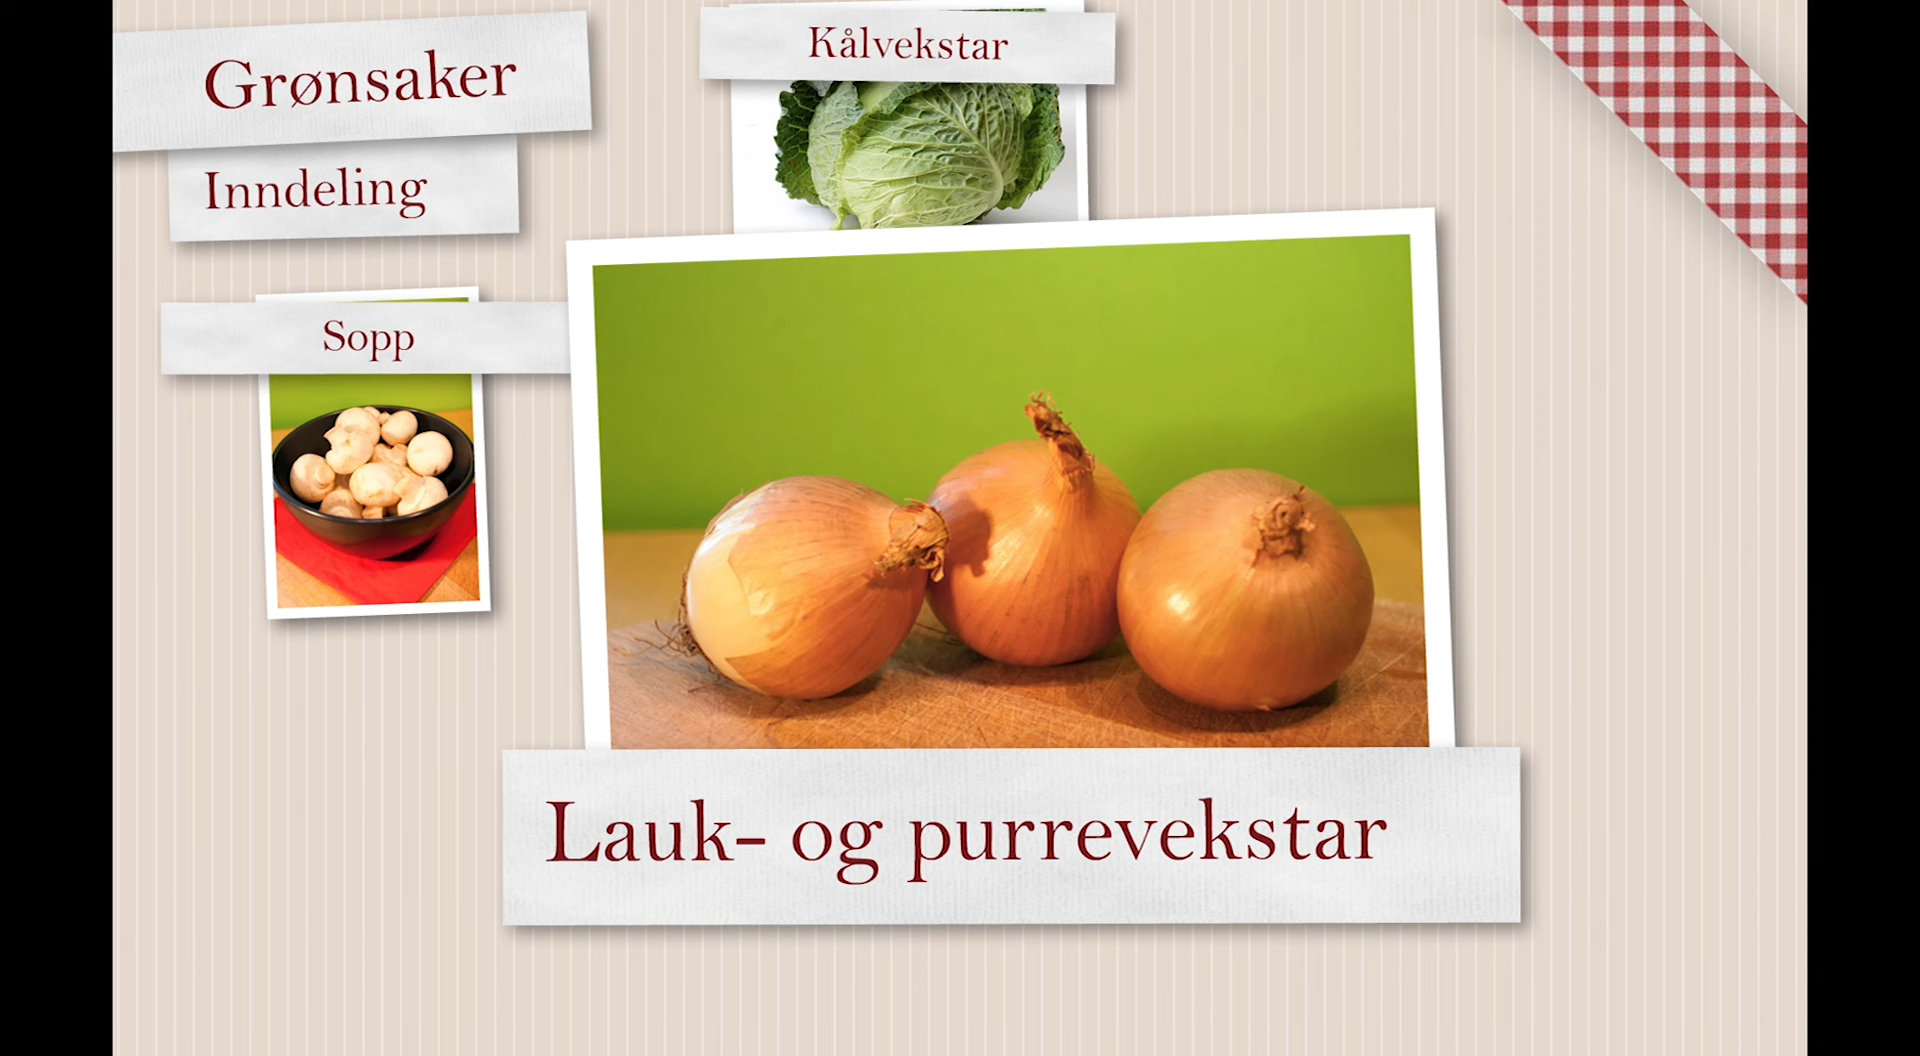 Grønsaker
Inndeling
Kålvekstar
Sopp
Lauk- og purrevekstar